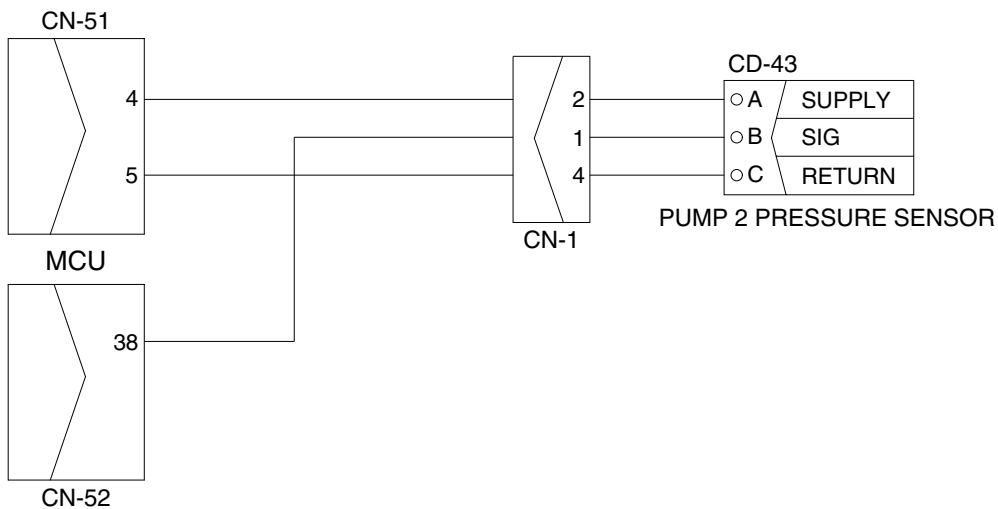 CN-51
CD-43
4
2
A SUPPLY
1
B SIG
5
4
C RETURN
PUMP 2 PRESSURE SENSOR
CN-1
MCU
38
CN-52